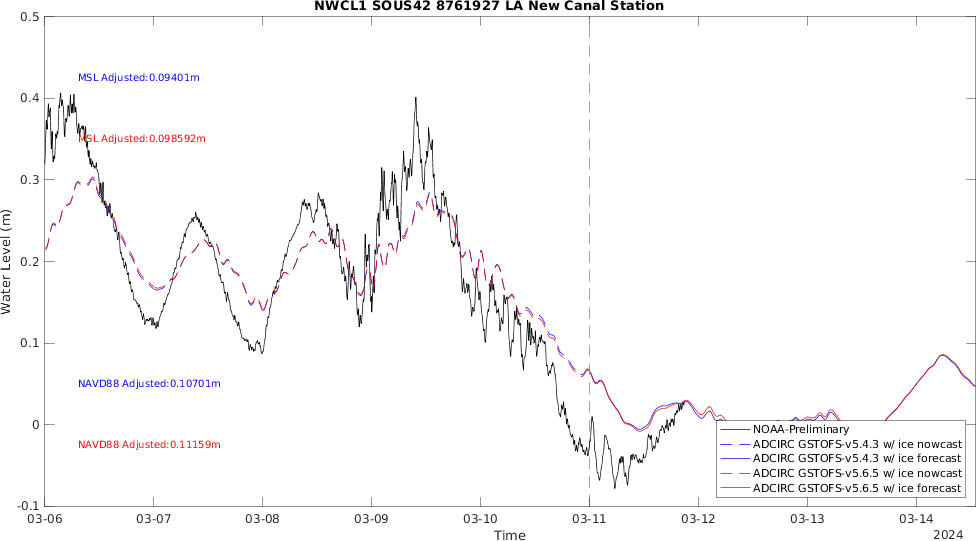 NWCL1 SOUS42 8761927 LA New Canal Station
0.5
0.4
0.3
0.2
0.1
0
-0.1
Water Level (m)
MSL Adjusted:0.09401m
MSL Adjusted:0.098592m
NAVD88 Adjusted:0.10701m
NAVD88 Adjusted:0.11159m
NOAA-Preliminary
ADCIRC GSTOFS-v5.4.3 w/ ice nowcast
ADCIRC GSTOFS-v5.4.3 w/ ice forecast
ADCIRC GSTOFS-v5.6.5 w/ ice nowcast
ADCIRC GSTOFS-v5.6.5 w/ ice forecast
03-06 03-07 03-08 03-09 03-10 03-11 03-12 03-13 03-14
Time
2024